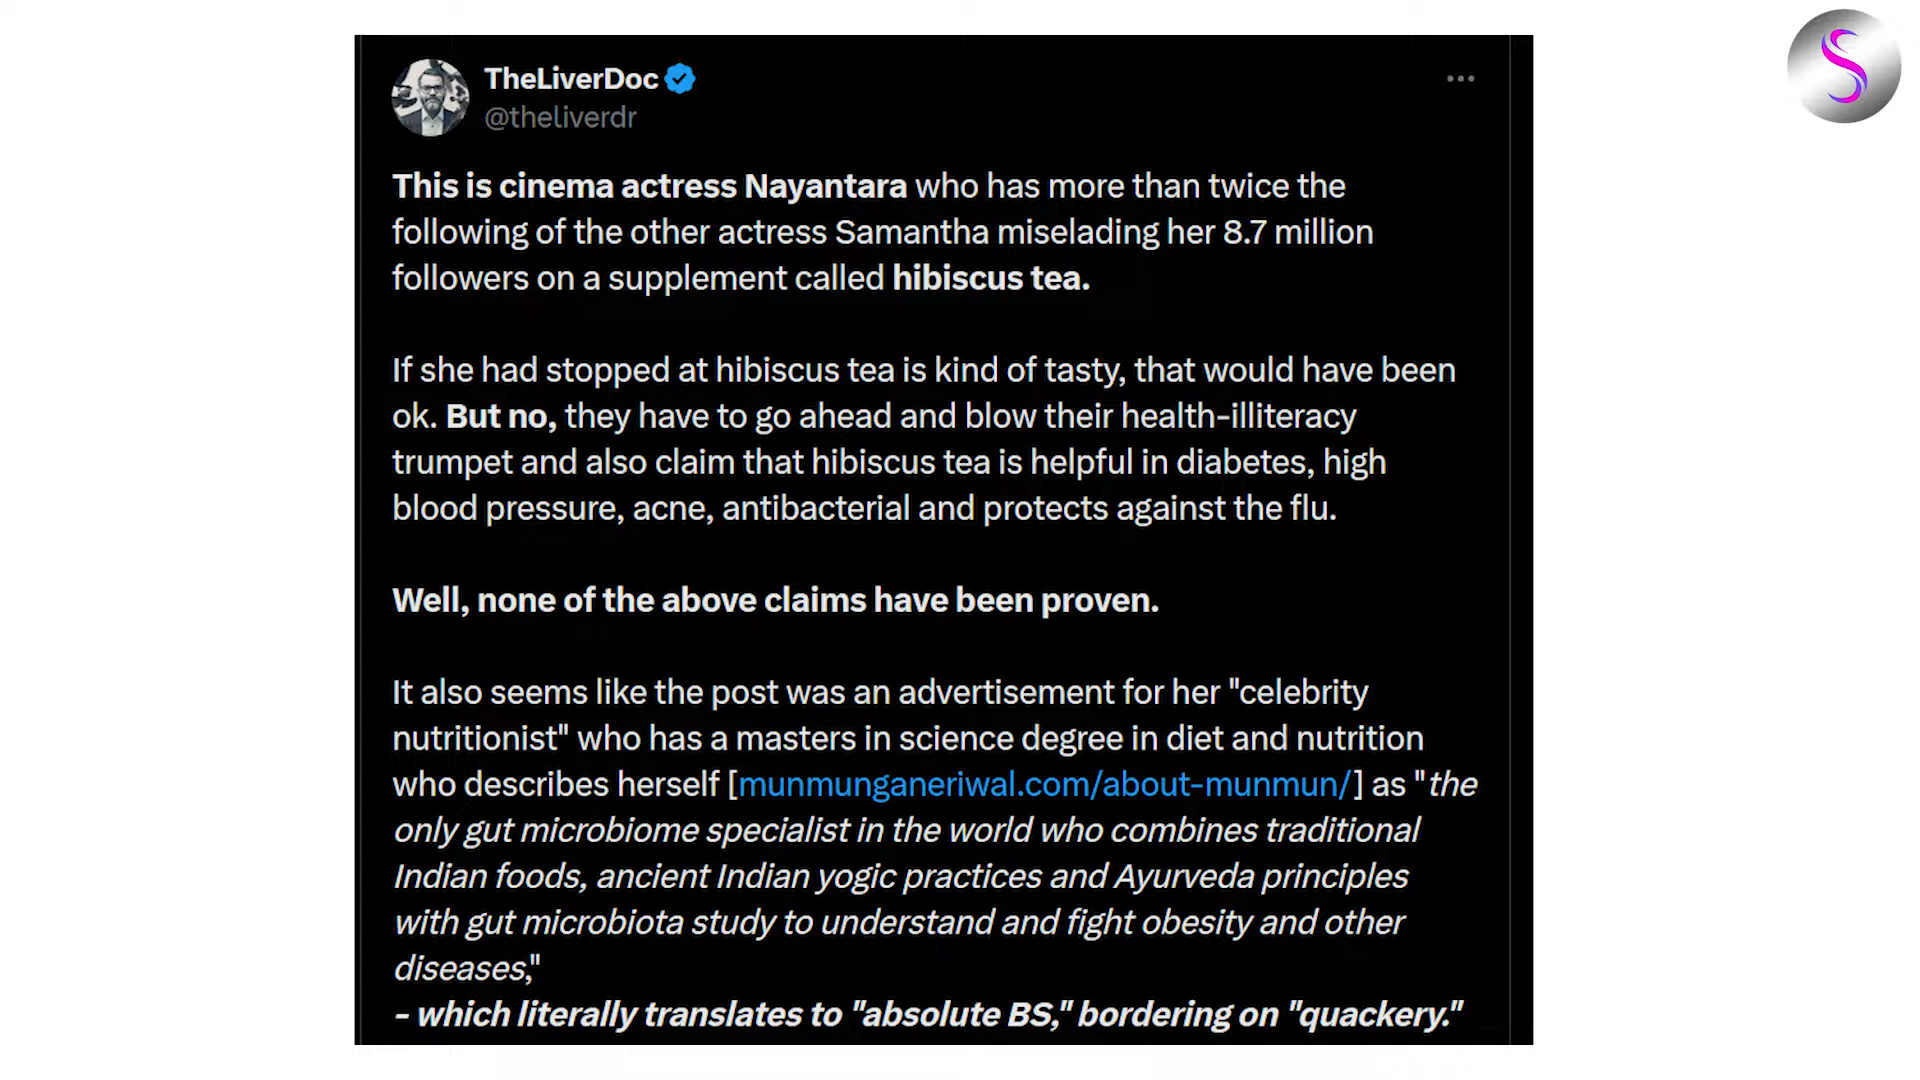 TheLiverDoc
@theliverdr
This is cinema actress Nayantara who has more than twice the
following of the other actress Samantha miselading her 8.7 million
followers on a supplement called hibiscus tea.
If she had stopped at hibiscus tea is kind of tasty, that would have been
ok. But no, they have to go ahead and blow their health-illiteracy
trumpet and also claim that hibiscus tea is helpful in diabetes, high
blood pressure, acne, antibacterial and protects against the flu.
Well, none of the above claims have been proven.
It also seems like the post was an advertisement for her "celebrity
nutritionist" who has a masters in science degree in diet and nutrition
who describes herself [munmunganeriwal.com/about-munmun/] as "the
only gut microbiome specialist in the world who combines traditional
Indian foods, ancient Indian yogic practices and Ayurveda principles
with gut microbiota study to understand and fight obesity and other
diseases,"
- which literally translates to "absolute BS," bordering on "quackery."
S